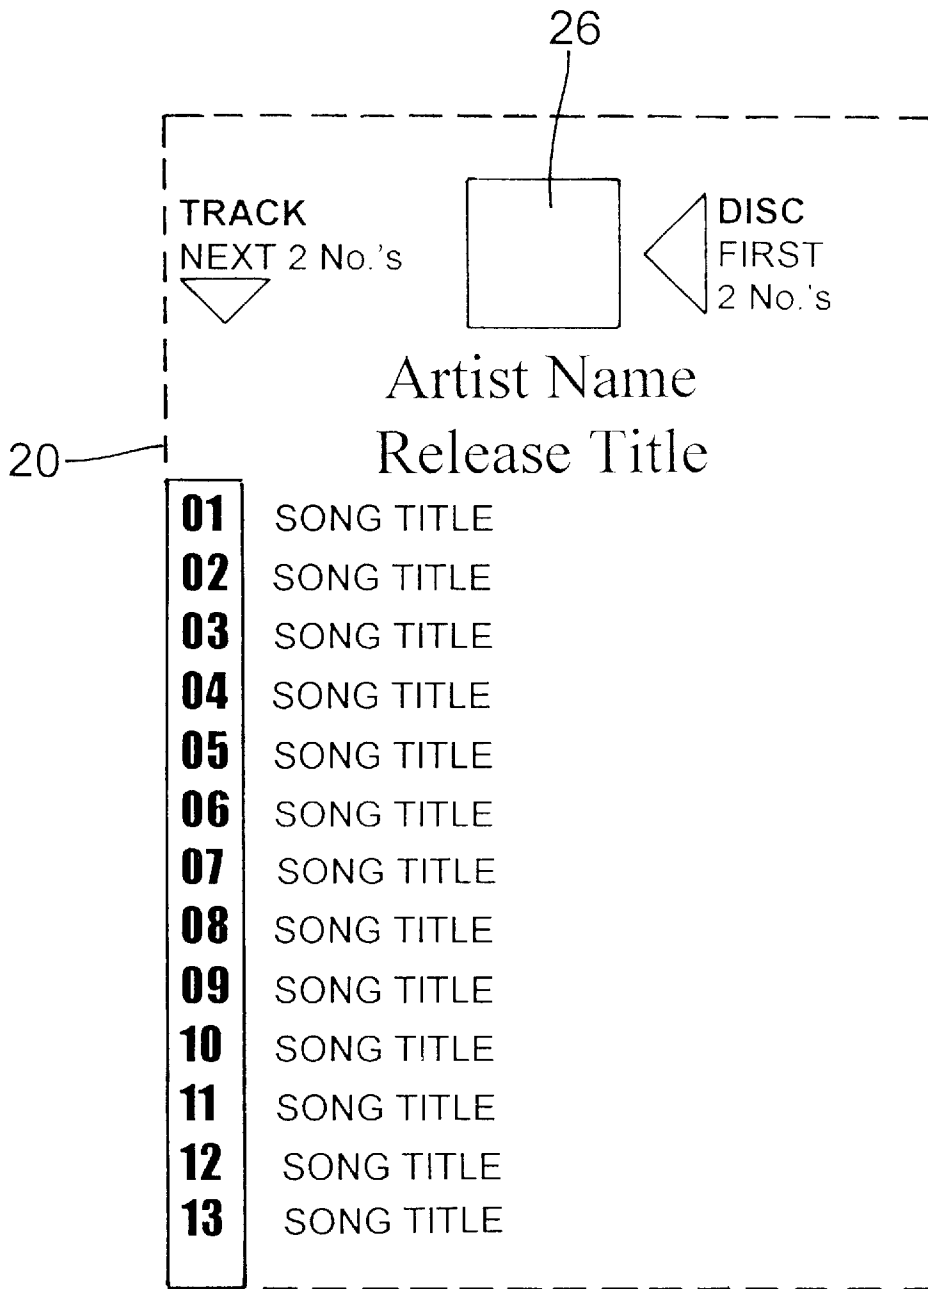 26
TRACK
NEXT 2 No.'s
DISC
FIRST
2 No.'s
Artist Name
Release Title
20
01 SONG TITLE
02 SONG TITLE
03 SONG TITLE
04 SONG TITLE
05 SONG TITLE
06 SONG TITLE
07 SONG TITLE
08 SONG TITLE
09 SONG TITLE
10 SONG TITLE
11 SONG TITLE
12 SONG TITLE
13 SONG TITLE